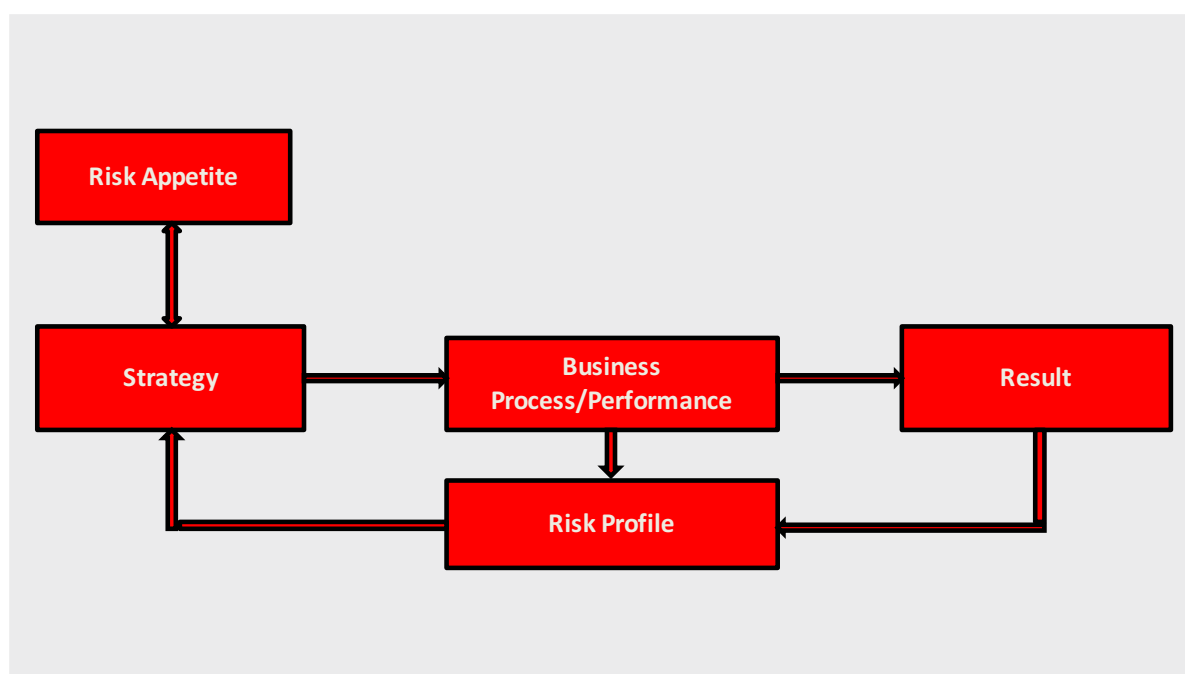 Risk Appetite
Strategy
Business
Process/Performance
Result
Risk Profile